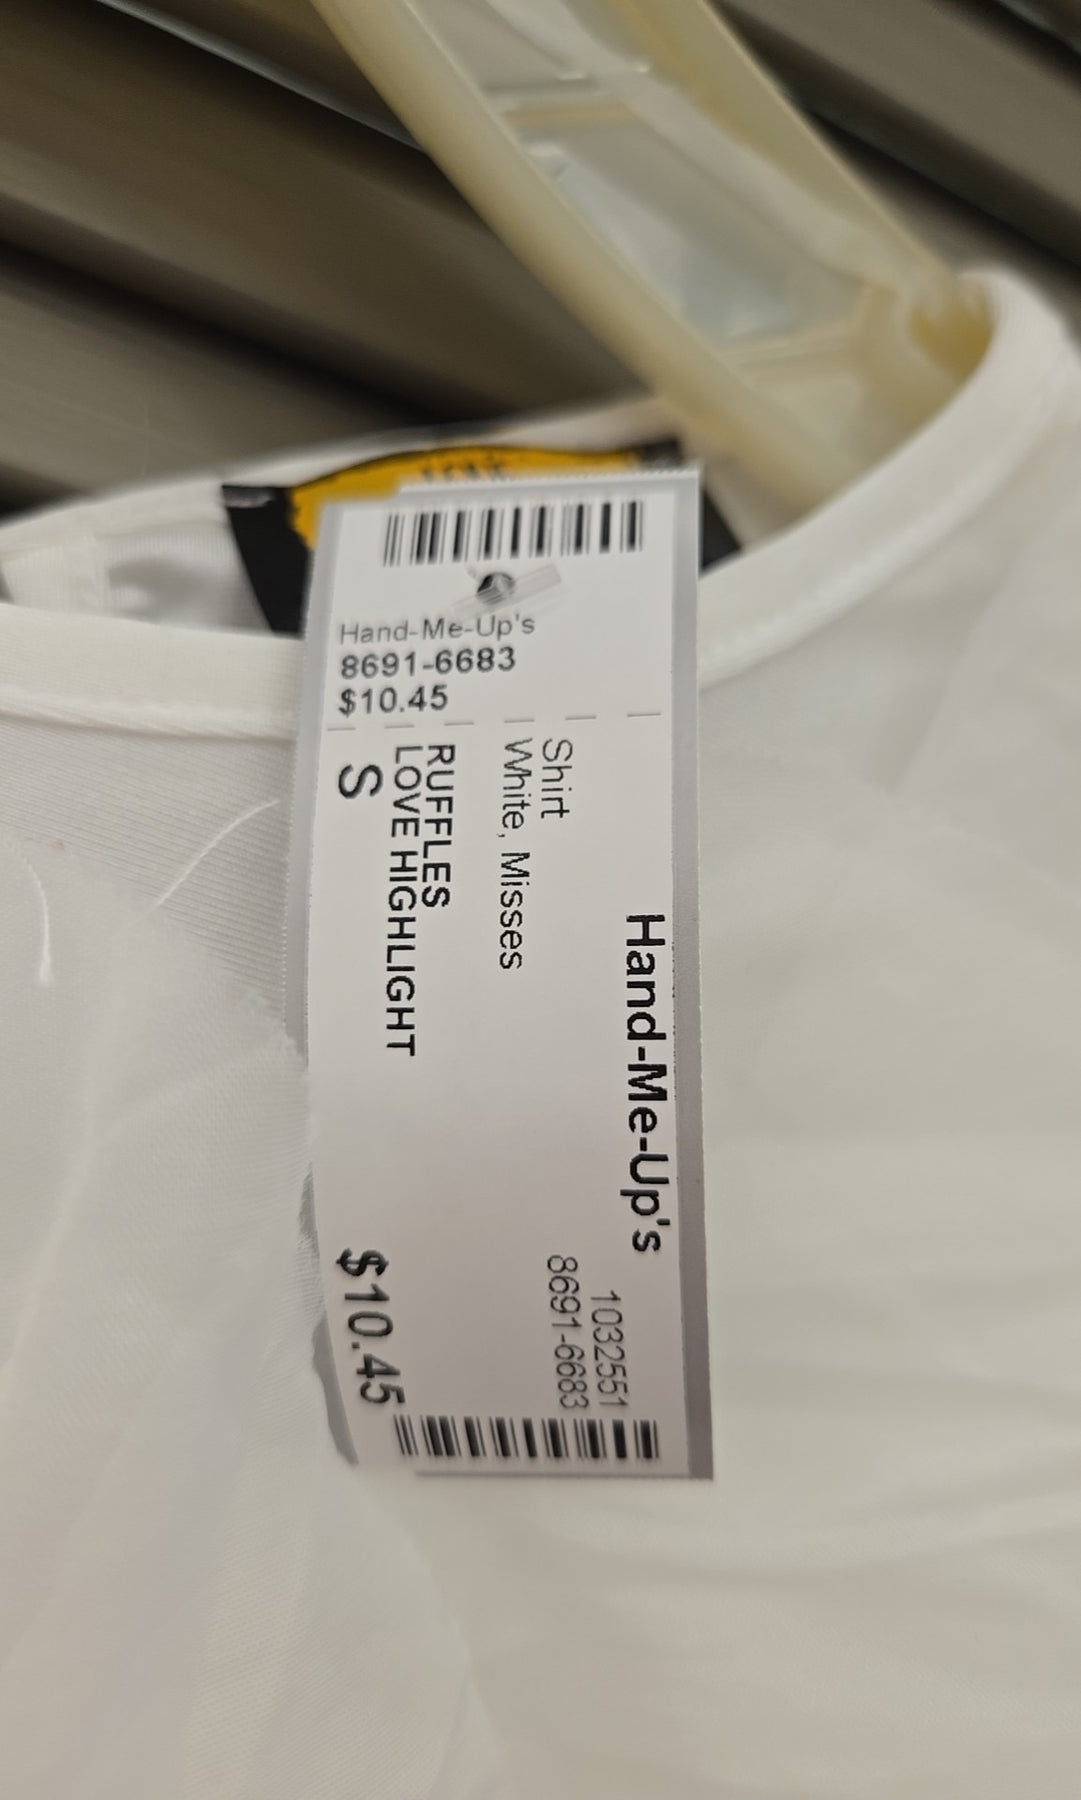 Hand-Me-Up's
8691-6683
$10.45
Hand-Me-Up's
1032551
8691-6683
Shirt
White, Misses
RUFFLES
LOVE HIGHLIGHT
S
$10.45